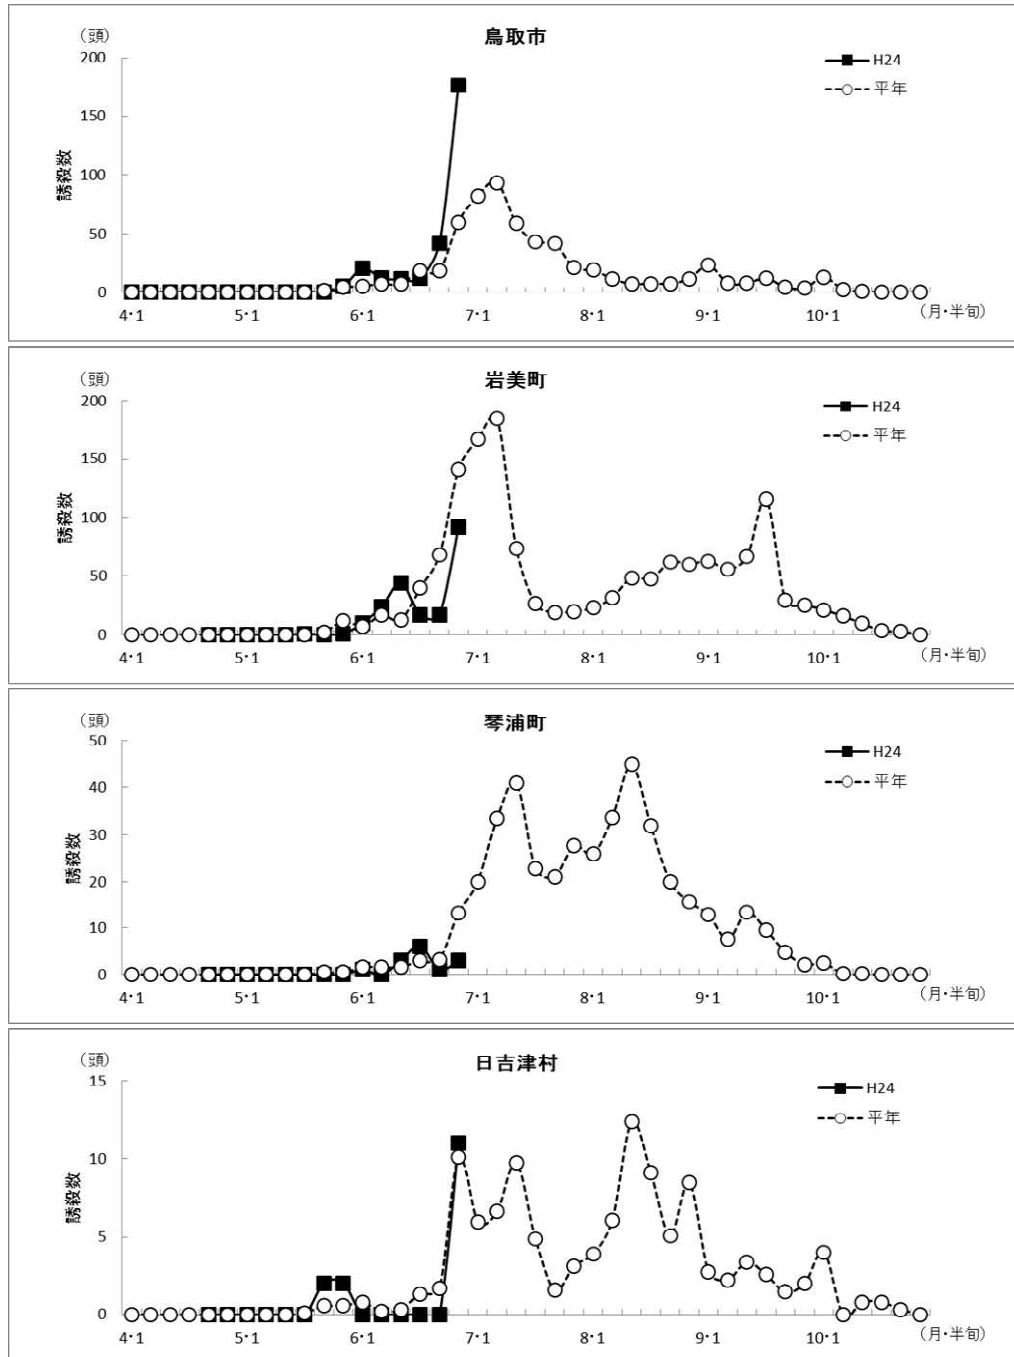 (頭)
鳥取市
200
150
100
50
0
誘殺数
H24
平年
4・1
5・1
6・1
7・1
8・1
9・1
10・1
(月・半旬)
(頭)
岩美町
200
150
100
50
0
誘殺数
H24
平年
4・1
5・1
6・1
7・1
8・1
9・1
10・1
(月・半旬)
(頭)
琴浦町
50
40
30
20
10
0
誘殺数
H24
平年
4・1
5・1
6・1
7・1
8・1
9・1
10・1
(月・半旬)
(頭)
日吉津村
15
10
5
0
誘殺数
H24
平年
4・1
5・1
6・1
7・1
8・1
9・1
10・1
(月・半旬)